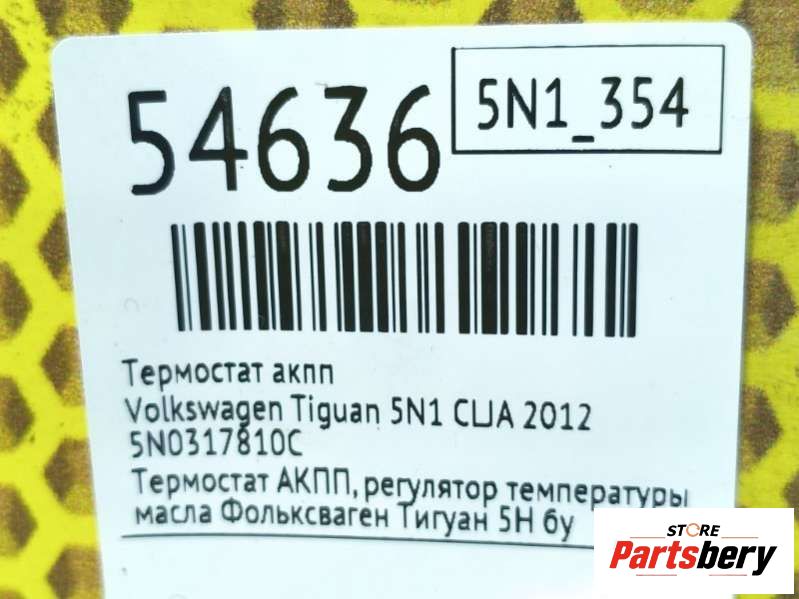 54636
5N1_354
Термостат акпп
Volkswagen Tiguan 5N1 CLJA 2012
5N0317810C
Термостат АКПП, регулятор температуры
масла Фольксваген Тигуан 5Н бу
STORE
Partsbery